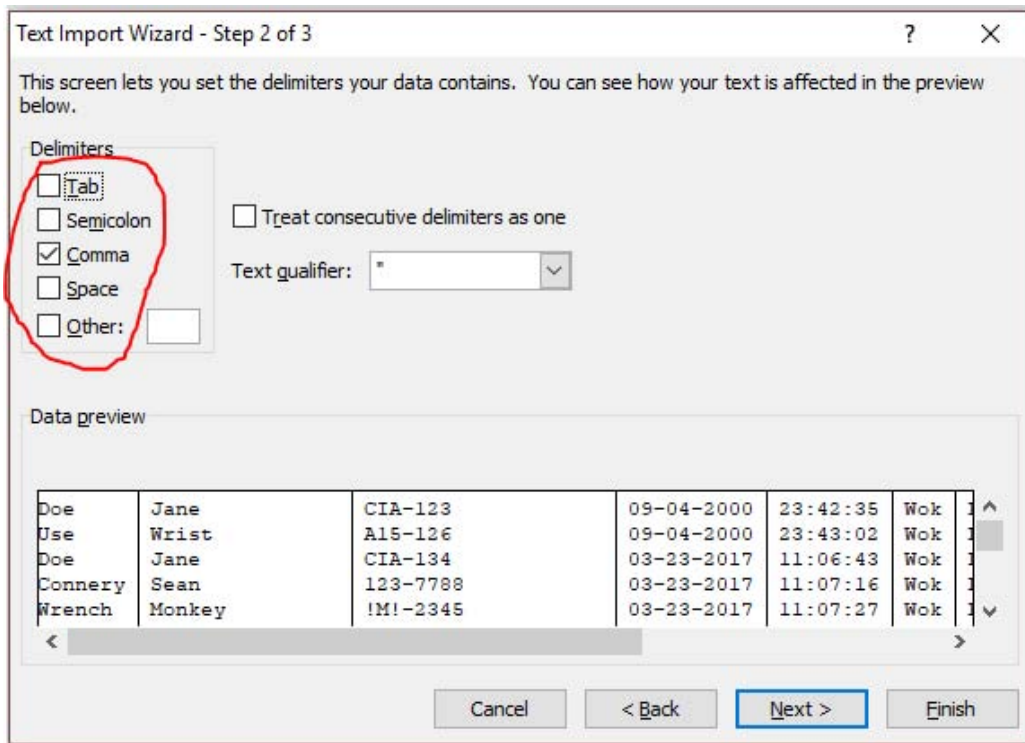 Text Import Wizard - Step 2 of 3 ? ×
This screen lets you set the delimiters your data contains. You can see how your text is affected in the preview
below.
Delimiters
Tab
Semicolon
Comma
Space
Other:
Treat consecutive delimiters as one
Text qualifier: "
Data preview
Doe Jane CIA-123 09-04-2000 23:42:35 Wok
Use Wrist A15-126 09-04-2000 23:43:02 Wok
Doe Jane CIA-134 03-23-2017 11:06:43 Wok
Connery Sean 123-7788 03-23-2017 11:07:16 Wok
Wrench Monkey !M!-2345 03-23-2017 11:07:27 Wok
Cancel < Back Next > Finish